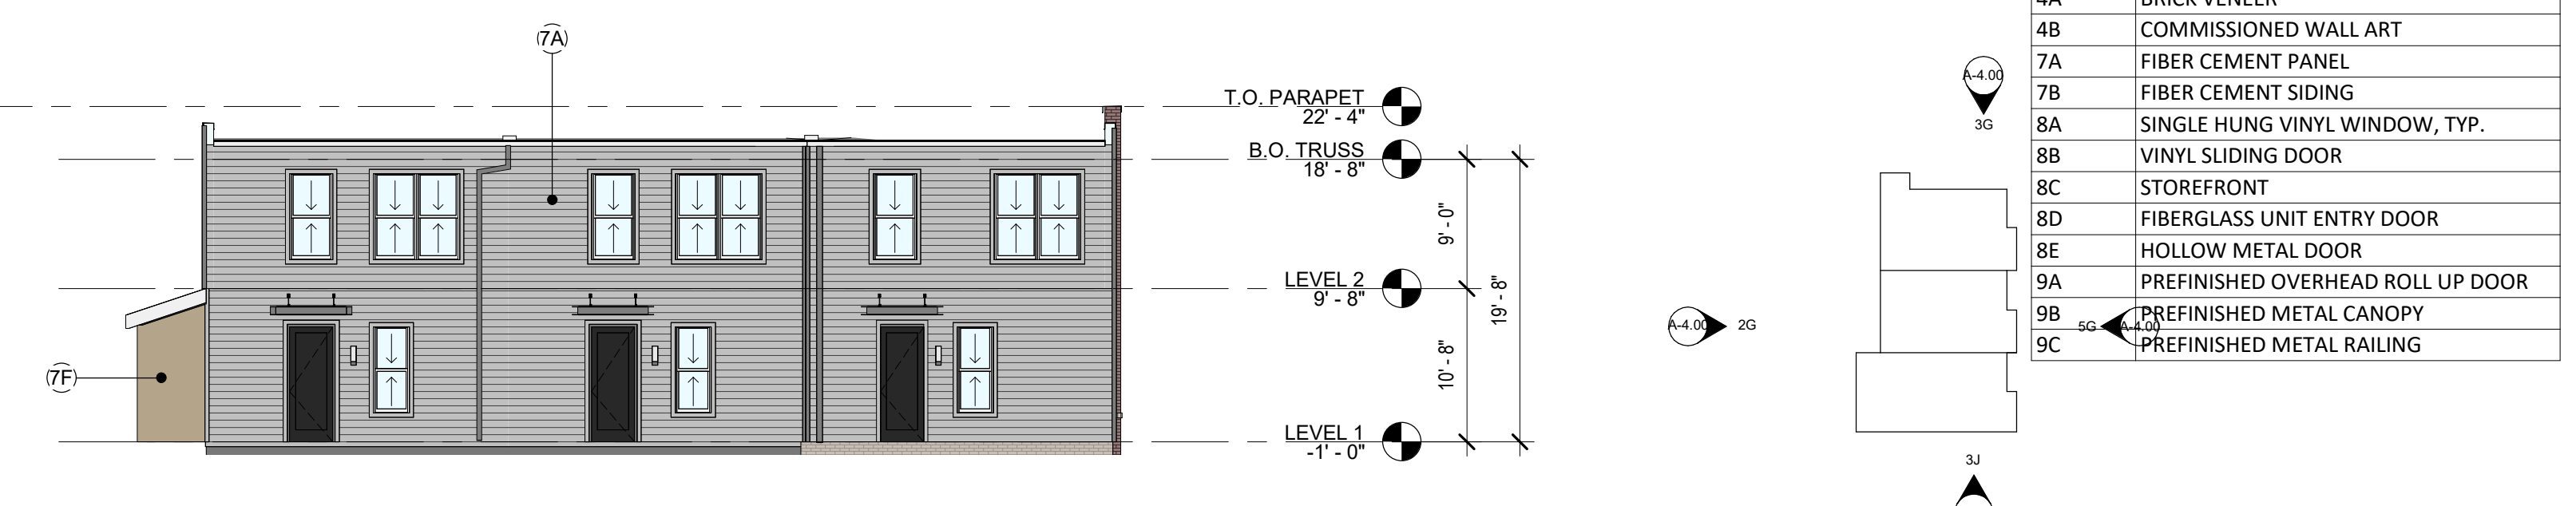 (7A)
(7F)
T.O. PARAPET
22' - 4"
B.O. TRUSS
18' - 8"
LEVEL 2
9' - 8"
LEVEL 1
-1' - 0"
9' - 0"
10' - 8"
19' - 8"
A-4.00
3G
A-4.00 2G
5G A-4.00
3J
4A BRICK VENEER
4B COMMISSIONED WALL ART
7A FIBER CEMENT PANEL
7B FIBER CEMENT SIDING
8A SINGLE HUNG VINYL WINDOW, TYP.
8B VINYL SLIDING DOOR
8C STOREFRONT
8D FIBERGLASS UNIT ENTRY DOOR
8E HOLLOW METAL DOOR
9A PREFINISHED OVERHEAD ROLL UP DOOR
9B PREFINISHED METAL CANOPY
9C PREFINISHED METAL RAILING